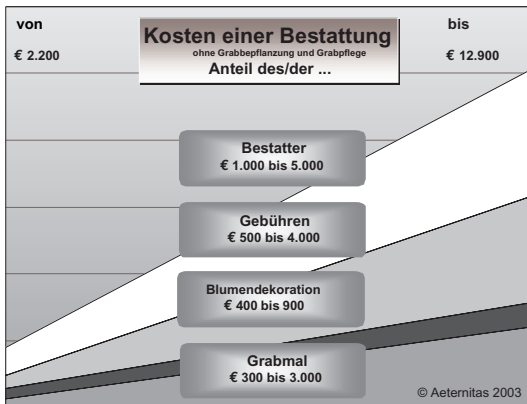 von
€ 2.200
Kosten einer Bestattung
ohne Grabbepflanzung und Grabpflege
Anteil des/der ...
bis
€ 12.900
Bestatter
€ 1.000 bis 5.000
Gebühren
€ 500 bis 4.000
Blumendekoration
€ 400 bis 900
Grabmal
€ 300 bis 3.000
© Aeternitas 2003